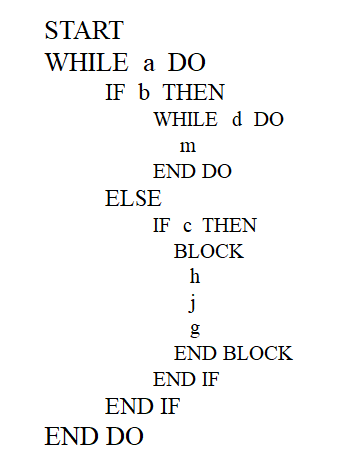 START
WHILE a DO
IF b THEN
WHILE d DO
m
END DO
ELSE
IF c THEN
BLOCK
h
j
g
END BLOCK
END IF
END IF
END DO